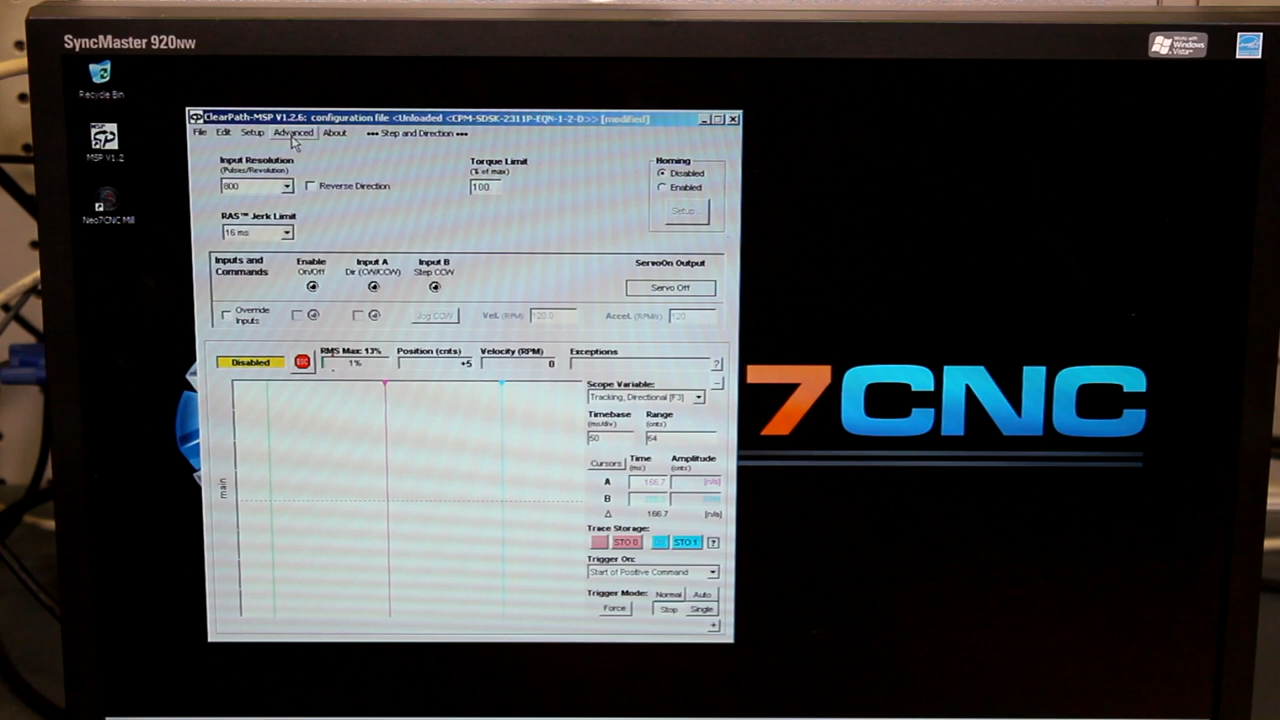 SyncMaster 920NW
Works with Windows Vista
Recycle Bin
MSP V1.2
Neo7CNC Mill
ClearPath-MSP V1.2.6: configuration file <Unloaded <CPM-SDSK-2311P-EQN-1-2-D>> [modified]
File Edit Setup Advanced About ••• Step and Direction •••
Input Resolution
(Pulses/Revolution)
800
Reverse Direction
Torque Limit
(% of max)
100
Homing
Disabled
Enabled
Setup...
RAS™ Jerk Limit
16 ms
Inputs and Commands
Enable
On/Off
Input A
Dir (CW/CCW)
Input B
Step CCW
ServoOn Output
Servo Off
Override Inputs
Jog CCW
Vel. (RPM)
120.0
Accel.
120
Disabled
ESC
RMS Max: 13%
1%
Position (cnts)
+5
Velocity (RPM)
0
Exceptions
?
main
Scope Variable:
Tracking, Directional [F3]
Timebase
(ms/div)
50
Range
(cnts)
64
Cursors
Time
(ms)
Amplitude
(cnts)
A 166.7 [n/a]
B
Δ 166.7 [n/a]
Trace Storage:
STO 0
STO 1
?
Trigger On:
Start of Positive Command
Trigger Mode: Normal Auto
Force Stop Single
+
7CNC